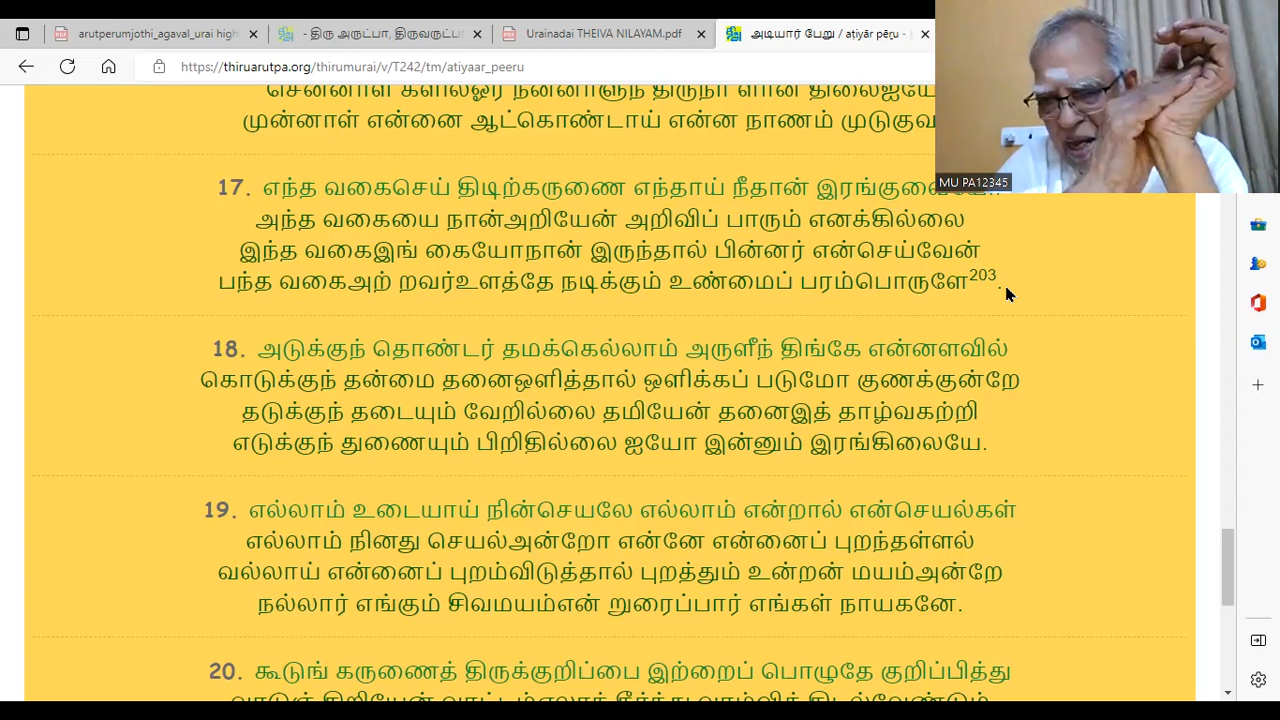 arutperumjothi_agaval_urai high
- திரு அருட்பா, திருவருட்பா
Urainadai THEIVA NILAYAM.pdf
அடியார் பேறு / aṭiyār pēṟu -
https://thiruarutpa.org/thirumurai/v/T242/tm/atiyaar_peeru
முன்னாள் என்னை ஆட்கொண்டாய் என்ன நாணம்
MU PA12345
17. எந்த வகைசெய் திடிற்கருணை எந்தாய் நீதான்
அந்த வகையை நான்அறியேன் அறிவிப் பாரும் எனக்கில்லை
இந்த வகைஇங் கையோநான் இருந்தால் பின்னர் என்செய்வேன்
பந்த வகைஅற் றவர்உளத்தே நடிக்கும் உண்மைப் பரம்பொருளே203.
18. அடுக்குந் தொண்டர் தமக்கெல்லாம் அருளீந் திங்கே என்னளவில்
கொடுக்குந் தன்மை தனைஒளித்தால் ஒளிக்கப் படுமோ குணக்குன்றே
தடுக்குந் தடையும் வேறில்லை தமியேன் தனைஇத் தாழ்வகற்றி
எடுக்குந் துணையும் பிறிதில்லை ஐயோ இன்னும் இரங்கிலையே.
19. எல்லாம் உடையாய் நின்செயலே எல்லாம் என்றால் என்செயல்கள்
எல்லாம் நினது செயல்அன்றோ என்னே என்னைப் புறந்தள்ளல்
வல்லாய் என்னைப் புறம்விடுத்தால் புறத்தும் உன்றன் மயம்அன்றே
நல்லார் எங்கும் சிவமயம்என் றுரைப்பார் எங்கள் நாயகனே.
20. கூடுங் கருணைத் திருக்குறிப்பை இற்றைப் பொழுதே குறிப்பித்து